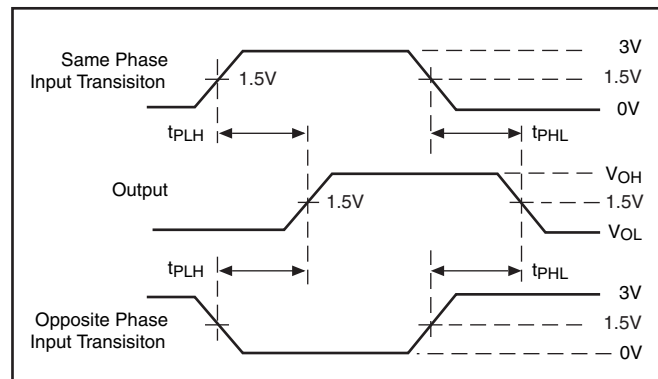 Same Phase
Input Transisiton
1.5V
3V
1.5V
0V
tPLH
tPHL
Output
1.5V
VOH
1.5V
VOL
tPLH
tPHL
Opposite Phase
Input Transisiton
3V
1.5V
0V